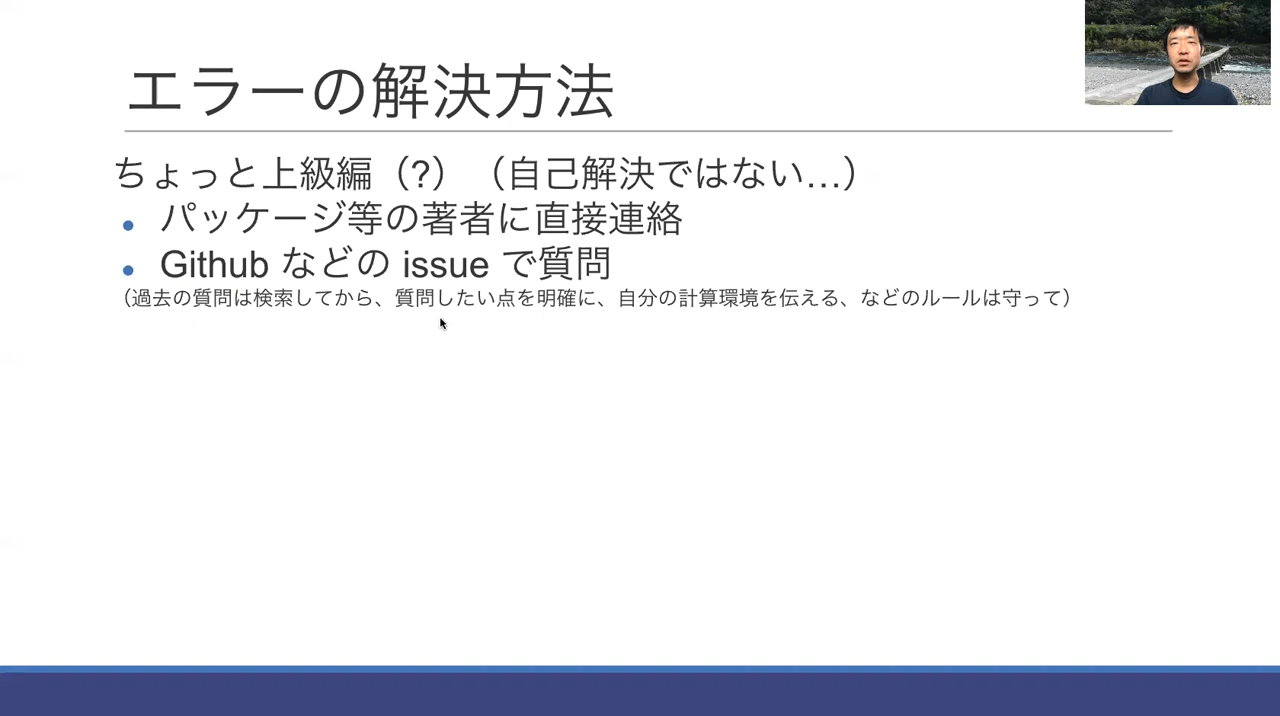 エラーの解決方法
ちょっと上級編（?）（自己解決ではない…）
• パッケージ等の著者に直接連絡
• Github などの issue で質問
（過去の質問は検索してから、質問したい点を明確に、自分の計算環境を伝える、などのルールは守って）